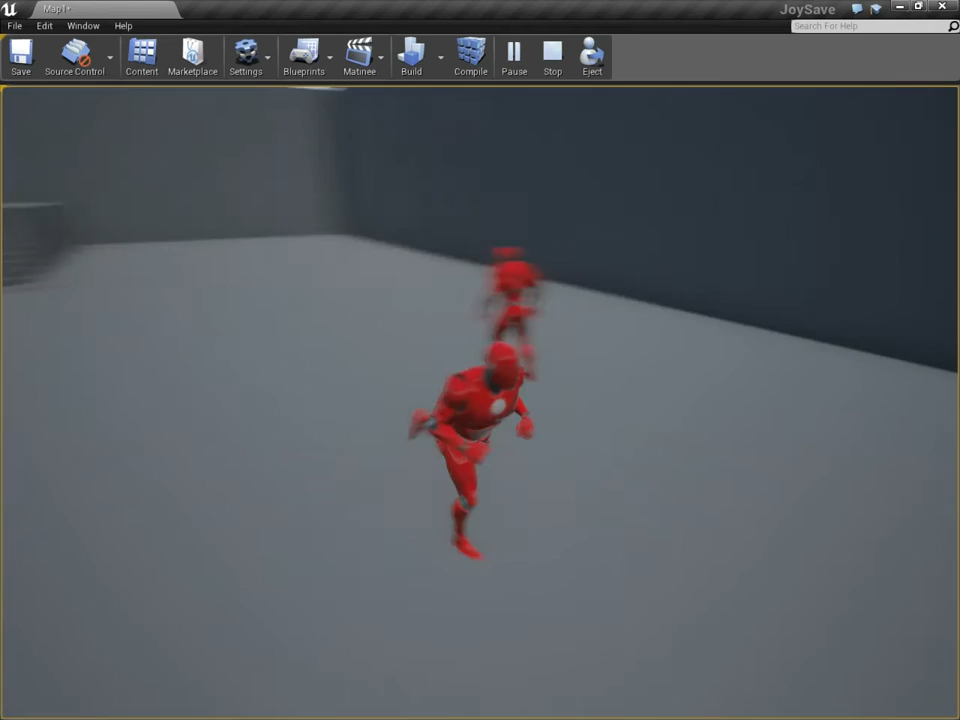 Map1*
JoySave
File Edit Window Help
Search For Help
Save Source Control Content Marketplace Settings Blueprints Matinee Build Compile Pause Stop Eject